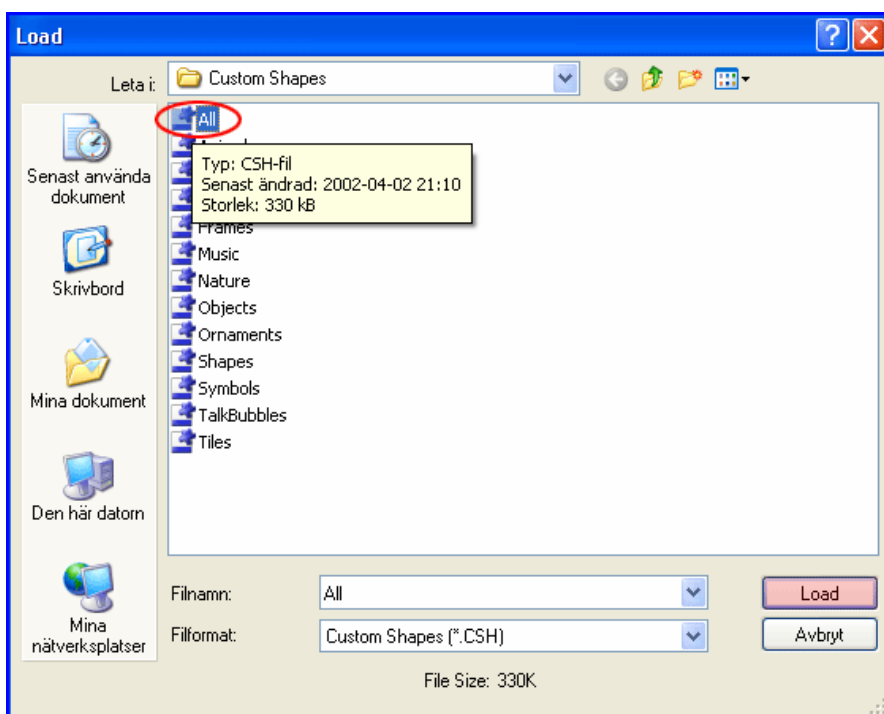 Load
Leta i:
Custom Shapes
All
Typ: CSH-fil
Senast ändrad: 2002-04-02 21:10
Storlek: 330 kB
Frames
Music
Nature
Objects
Ornaments
Shapes
Symbols
TalkBubbles
Tiles
Senast använda
dokument
Skrivbord
Mina dokument
Den här datorn
Mina
nätverksplatser
Filnamn:
All
Load
Filformat:
Custom Shapes (*.CSH)
Avbryt
File Size: 330K